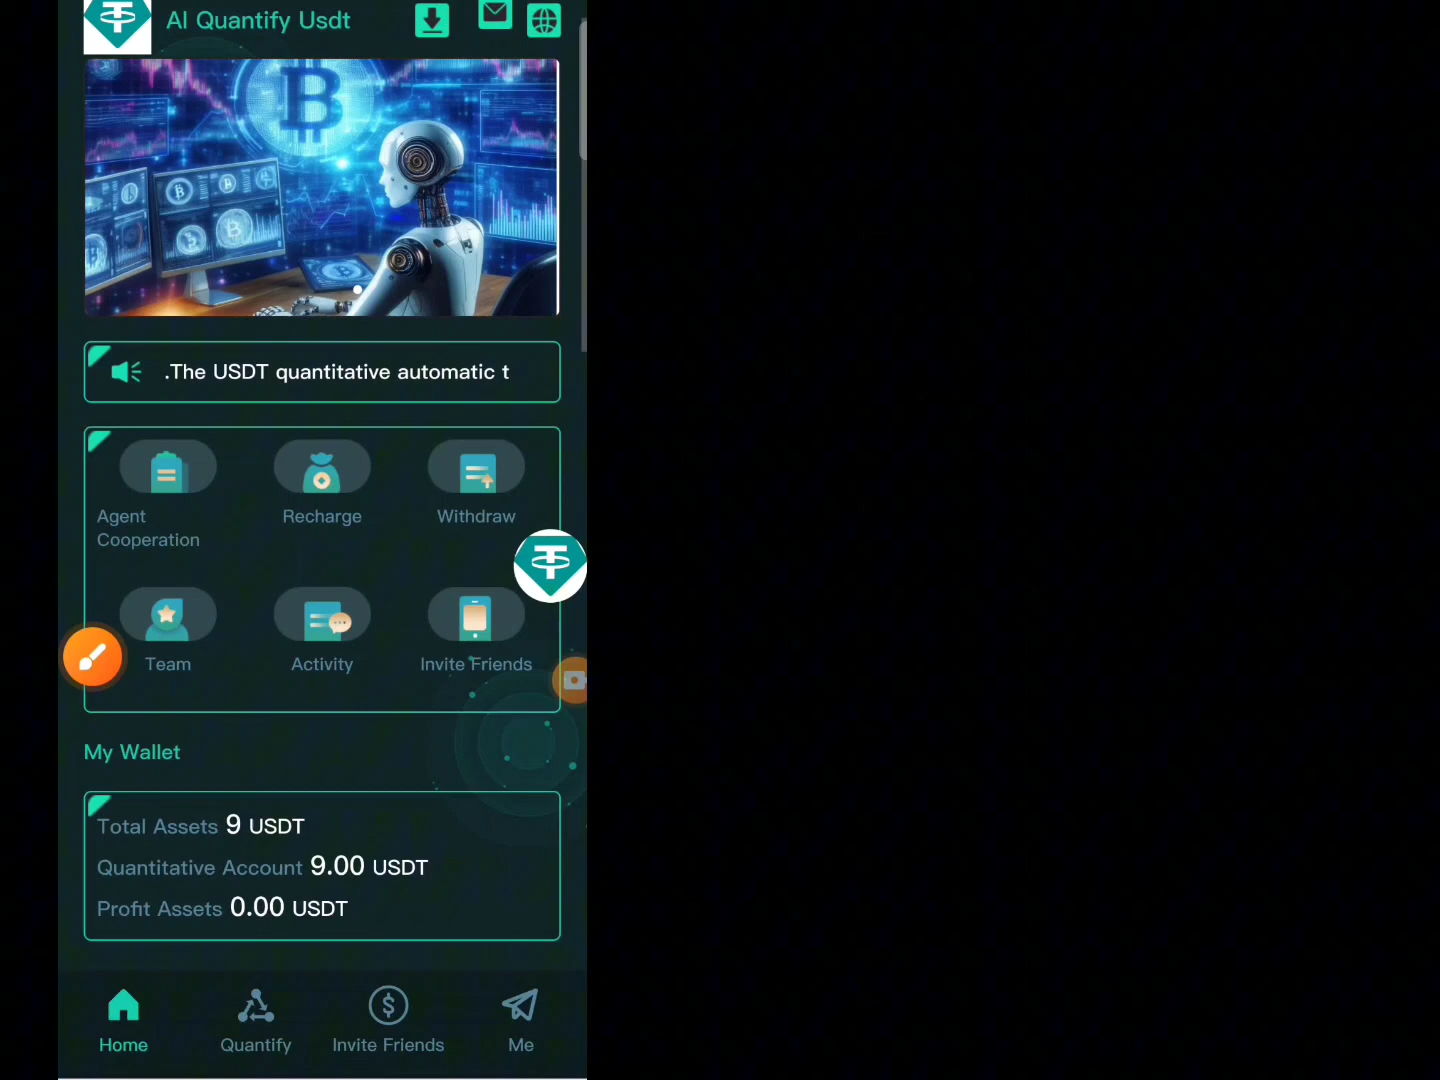 AI Quantify Usdt
.The USDT quantitative automatic t
Agent
Cooperation
Recharge
Withdraw
Team
Activity
Invite Friends
My Wallet
Total Assets 9 USDT
Quantitative Account 9.00 USDT
Profit Assets 0.00 USDT
Home
Quantify
Invite Friends
Me